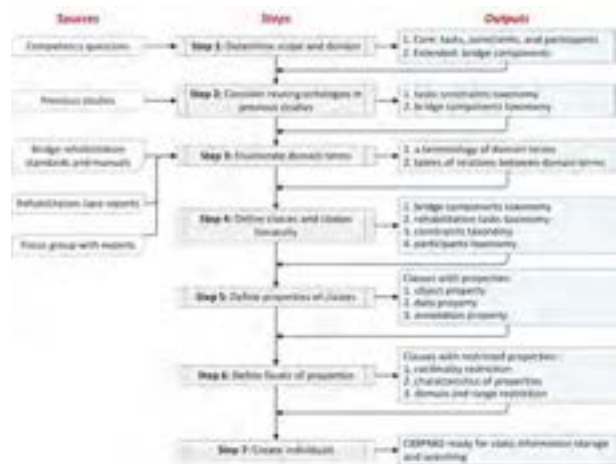 Sources
Steps
Outputs
Competency questions
Step 1: Determine scope and domain
1. Core: tasks, constraints, and participants
2. Extended: bridge components
Previous studies
Step 2: Consider reusing ontologies in
previous studies
1. tasks constraints taxonomy
2. bridge components taxonomy
Bridge rehabilitation
standards and manuals
Step 3: Enumerate domain terms
1. a terminology of domain terms
2. tables of relations between domain terms
Rehabilitation case reports
Focus group with experts
Step 4: Define classes and classes
hierarchy
1. bridge components taxonomy
2. rehabilitation tasks taxonomy
3. constraints taxonomy
4. participants taxonomy
Step 5: Define properties of classes
Classes with properties:
1. object property
2. data property
3. annotation property
Step 6: Define facets of properties
Classes with restricted properties:
1. cardinality restriction
2. characteristics of properties
3. domain and range restriction
Step 7: Create individuals
ready for static information storage
and querying